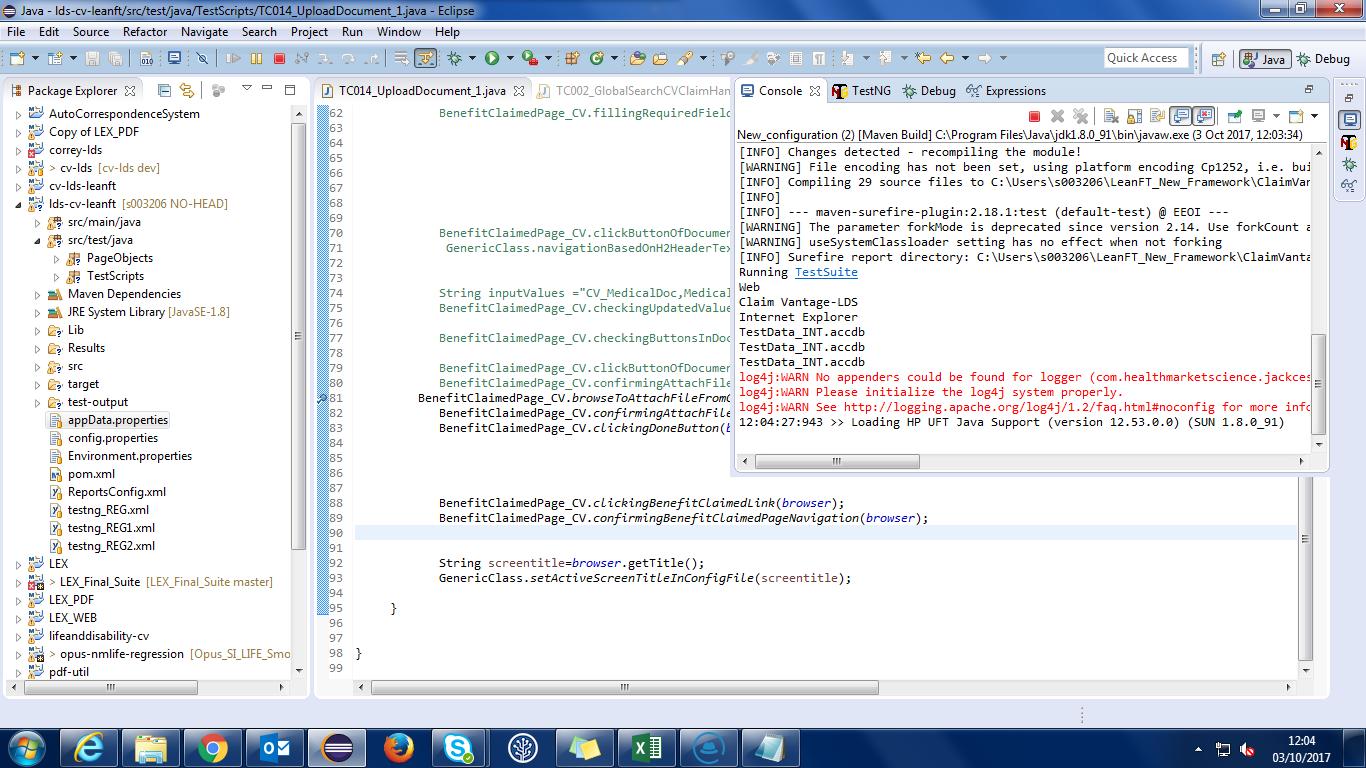 Java - lds-cv-leanft/src/test/java/TestScripts/TC014_UploadDocument_1.java - Eclipse
File Edit Source Refactor Navigate Search Project Run Window Help
Quick Access
Java
Debug
Package Explorer
AutoCorrespondenceSystem
Copy of LEX_PDF
correy-lds
> cv-lds [cv-lds dev]
cv-lds-leanft
lds-cv-leanft [s003206 NO-HEAD]
src/main/java
src/test/java
PageObjects
TestScripts
Maven Dependencies
JRE System Library [JavaSE-1.8]
Lib
Results
src
target
test-output
appData.properties
config.properties
Environment.properties
pom.xml
ReportsConfig.xml
testng_REG.xml
testng_REG1.xml
testng_REG2.xml
LEX
> LEX_Final_Suite [LEX_Final_Suite master]
LEX_PDF
LEX_WEB
lifeanddisability-cv
> opus-nmlife-regression [Opus_SI_LIFE_Smo
pdf-util
TC014_UploadDocument_1.java
TC002_GlobalSearchCVClaimHan
62 BenefitClaimedPage_CV.fillingRequiredField
63
64
65
66
67
68
69
70 BenefitClaimedPage_CV.clickButtonOfDocumen
71 GenericClass.navigationBasedOnH2HeaderTex
72
73
74 String inputValues ="CV_MedicalDoc,Medical
75 BenefitClaimedPage_CV.checkingUpdatedValue
76
77 BenefitClaimedPage_CV.checkingButtonsInDoc
78
79 BenefitClaimedPage_CV.clickButtonOfDocumen
80 BenefitClaimedPage_CV.confirmingAttachFile
81 BenefitClaimedPage_CV.browseToAttachFileFromC
82 BenefitClaimedPage_CV.confirmingAttachFile
83 BenefitClaimedPage_CV.clickingDoneButton(b
84
85
86
87
88 BenefitClaimedPage_CV.clickingBenefitClaimedLink(browser);
89 BenefitClaimedPage_CV.confirmingBenefitClaimedPageNavigation(browser);
90
91
92 String screentitle=browser.getTitle();
93 GenericClass.setActiveScreenTitleInConfigFile(screentitle);
94
95 }
96
97
98 }
99
Console
TestNG
Debug
Expressions
New_configuration (2) [Maven Build] C:\Program Files\Java\jdk1.8.0_91\bin\javaw.exe (3 Oct 2017, 12:03:34)
[INFO] Changes detected - recompiling the module!
[WARNING] File encoding has not been set, using platform encoding Cp1252, i.e. bui
[INFO] Compiling 29 source files to C:\Users\s003206\LeanFT_New_Framework\ClaimVan
[INFO]
[INFO] --- maven-surefire-plugin:2.18.1:test (default-test) @ EEOI ---
[WARNING] The parameter forkMode is deprecated since version 2.14. Use forkCount a
[WARNING] useSystemClassloader setting has no effect when not forking
[INFO] Surefire report directory: C:\Users\s003206\LeanFT_New_Framework\ClaimVanta
Running TestSuite
Web
Claim Vantage-LDS
Internet Explorer
TestData_INT.accdb
TestData_INT.accdb
TestData_INT.accdb
log4j:WARN No appenders could be found for logger (com.healthmarketscience.jackces
log4j:WARN Please initialize the log4j system properly.
log4j:WARN See http://logging.apache.org/log4j/1.2/faq.html#noconfig for more info
12:04:27:943 >> Loading HP UFT Java Support (version 12.53.0.0) (SUN 1.8.0_91)
12:04
03/10/2017